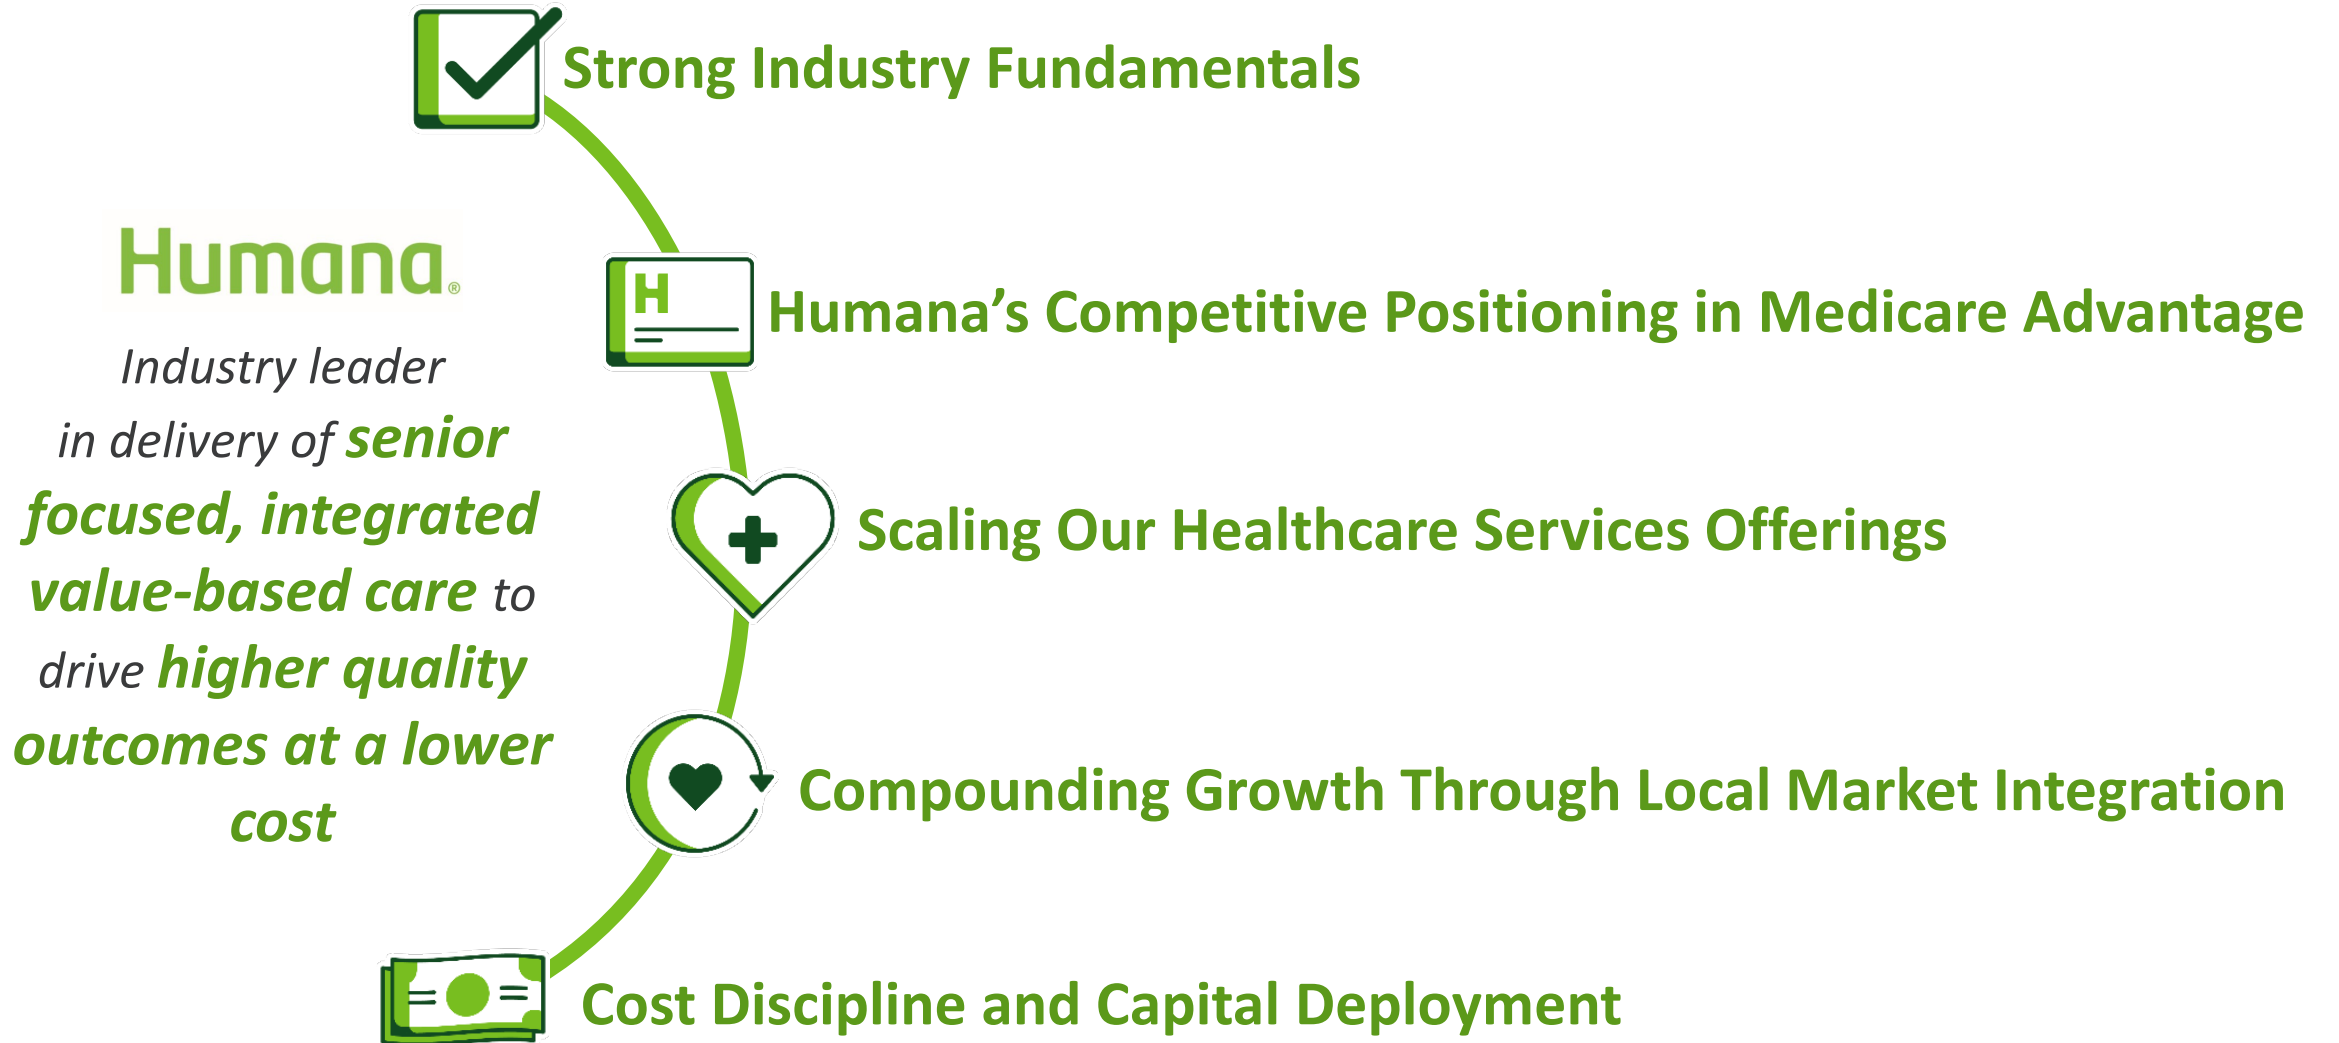 Strong Industry Fundamentals
Humana®
Industry leader
in delivery of senior
focused, integrated
value-based care to
drive higher quality
outcomes at a lower
cost
H
Humana’s Competitive Positioning in Medicare Advantage
Scaling Our Healthcare Services Offerings
Compounding Growth Through Local Market Integration
Cost Discipline and Capital Deployment